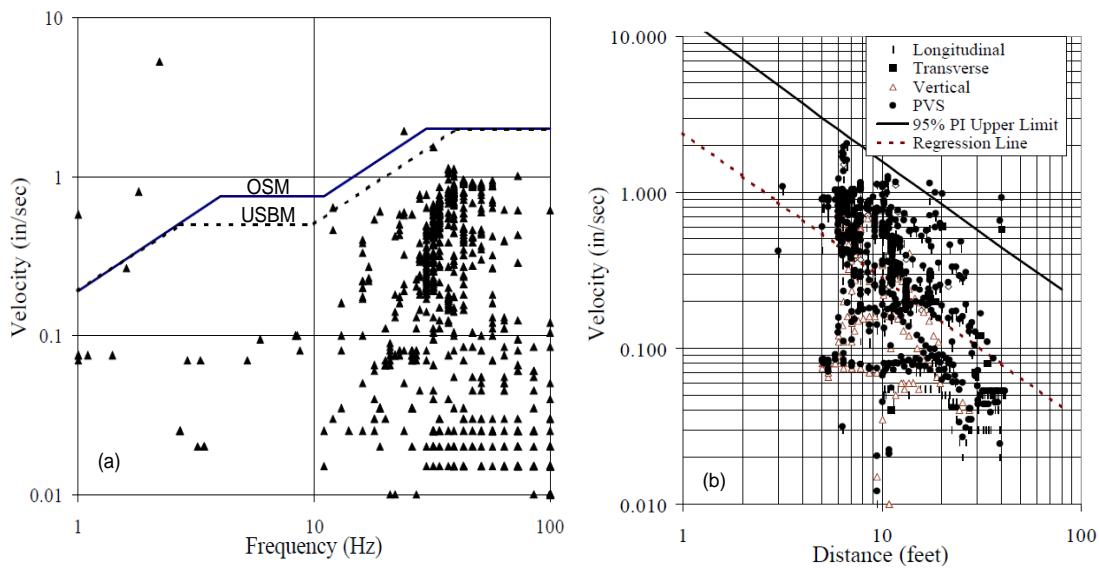 10
1
0.1
0.01
1
10
100
Velocity (in/sec)
Frequency (Hz)
OSM
USBM
(a)
10.000
1.000
0.100
0.010
1
10
100
Velocity (in/sec)
Distance (feet)
Longitudinal
Transverse
Vertical
PVS
95% PI Upper Limit
Regression Line
(b)